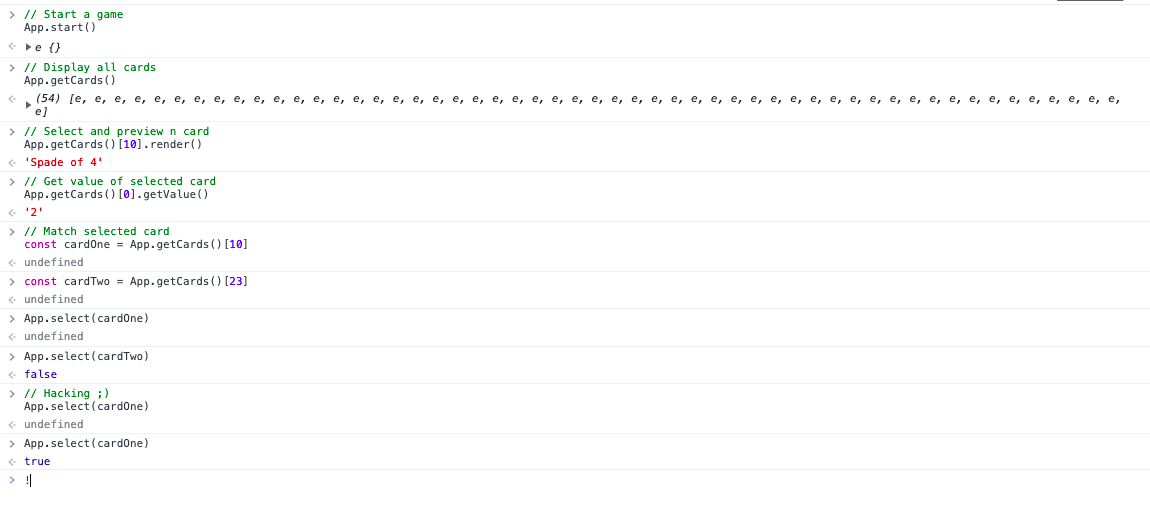 // Start a game
App.start()
e {}
// Display all cards
App.getCards()
(54) [e, e, e, e, e, e, e, e, e, e, e, e, e, e, e, e, e, e, e, e, e, e, e, e, e, e, e, e, e, e, e, e, e, e, e, e, e, e, e, e, e, e, e, e, e, e, e, e, e, e, e, e, e,
e]
// Select and preview n card
App.getCards()[10].render()
'Spade of 4'
// Get value of selected card
App.getCards()[0].getValue()
'2'
// Match selected card
const cardOne = App.getCards()[10]
undefined
const cardTwo = App.getCards()[23]
undefined
App.select(cardOne)
undefined
App.select(cardTwo)
false
// Hacking ;)
App.select(cardOne)
undefined
App.select(cardOne)
true
!